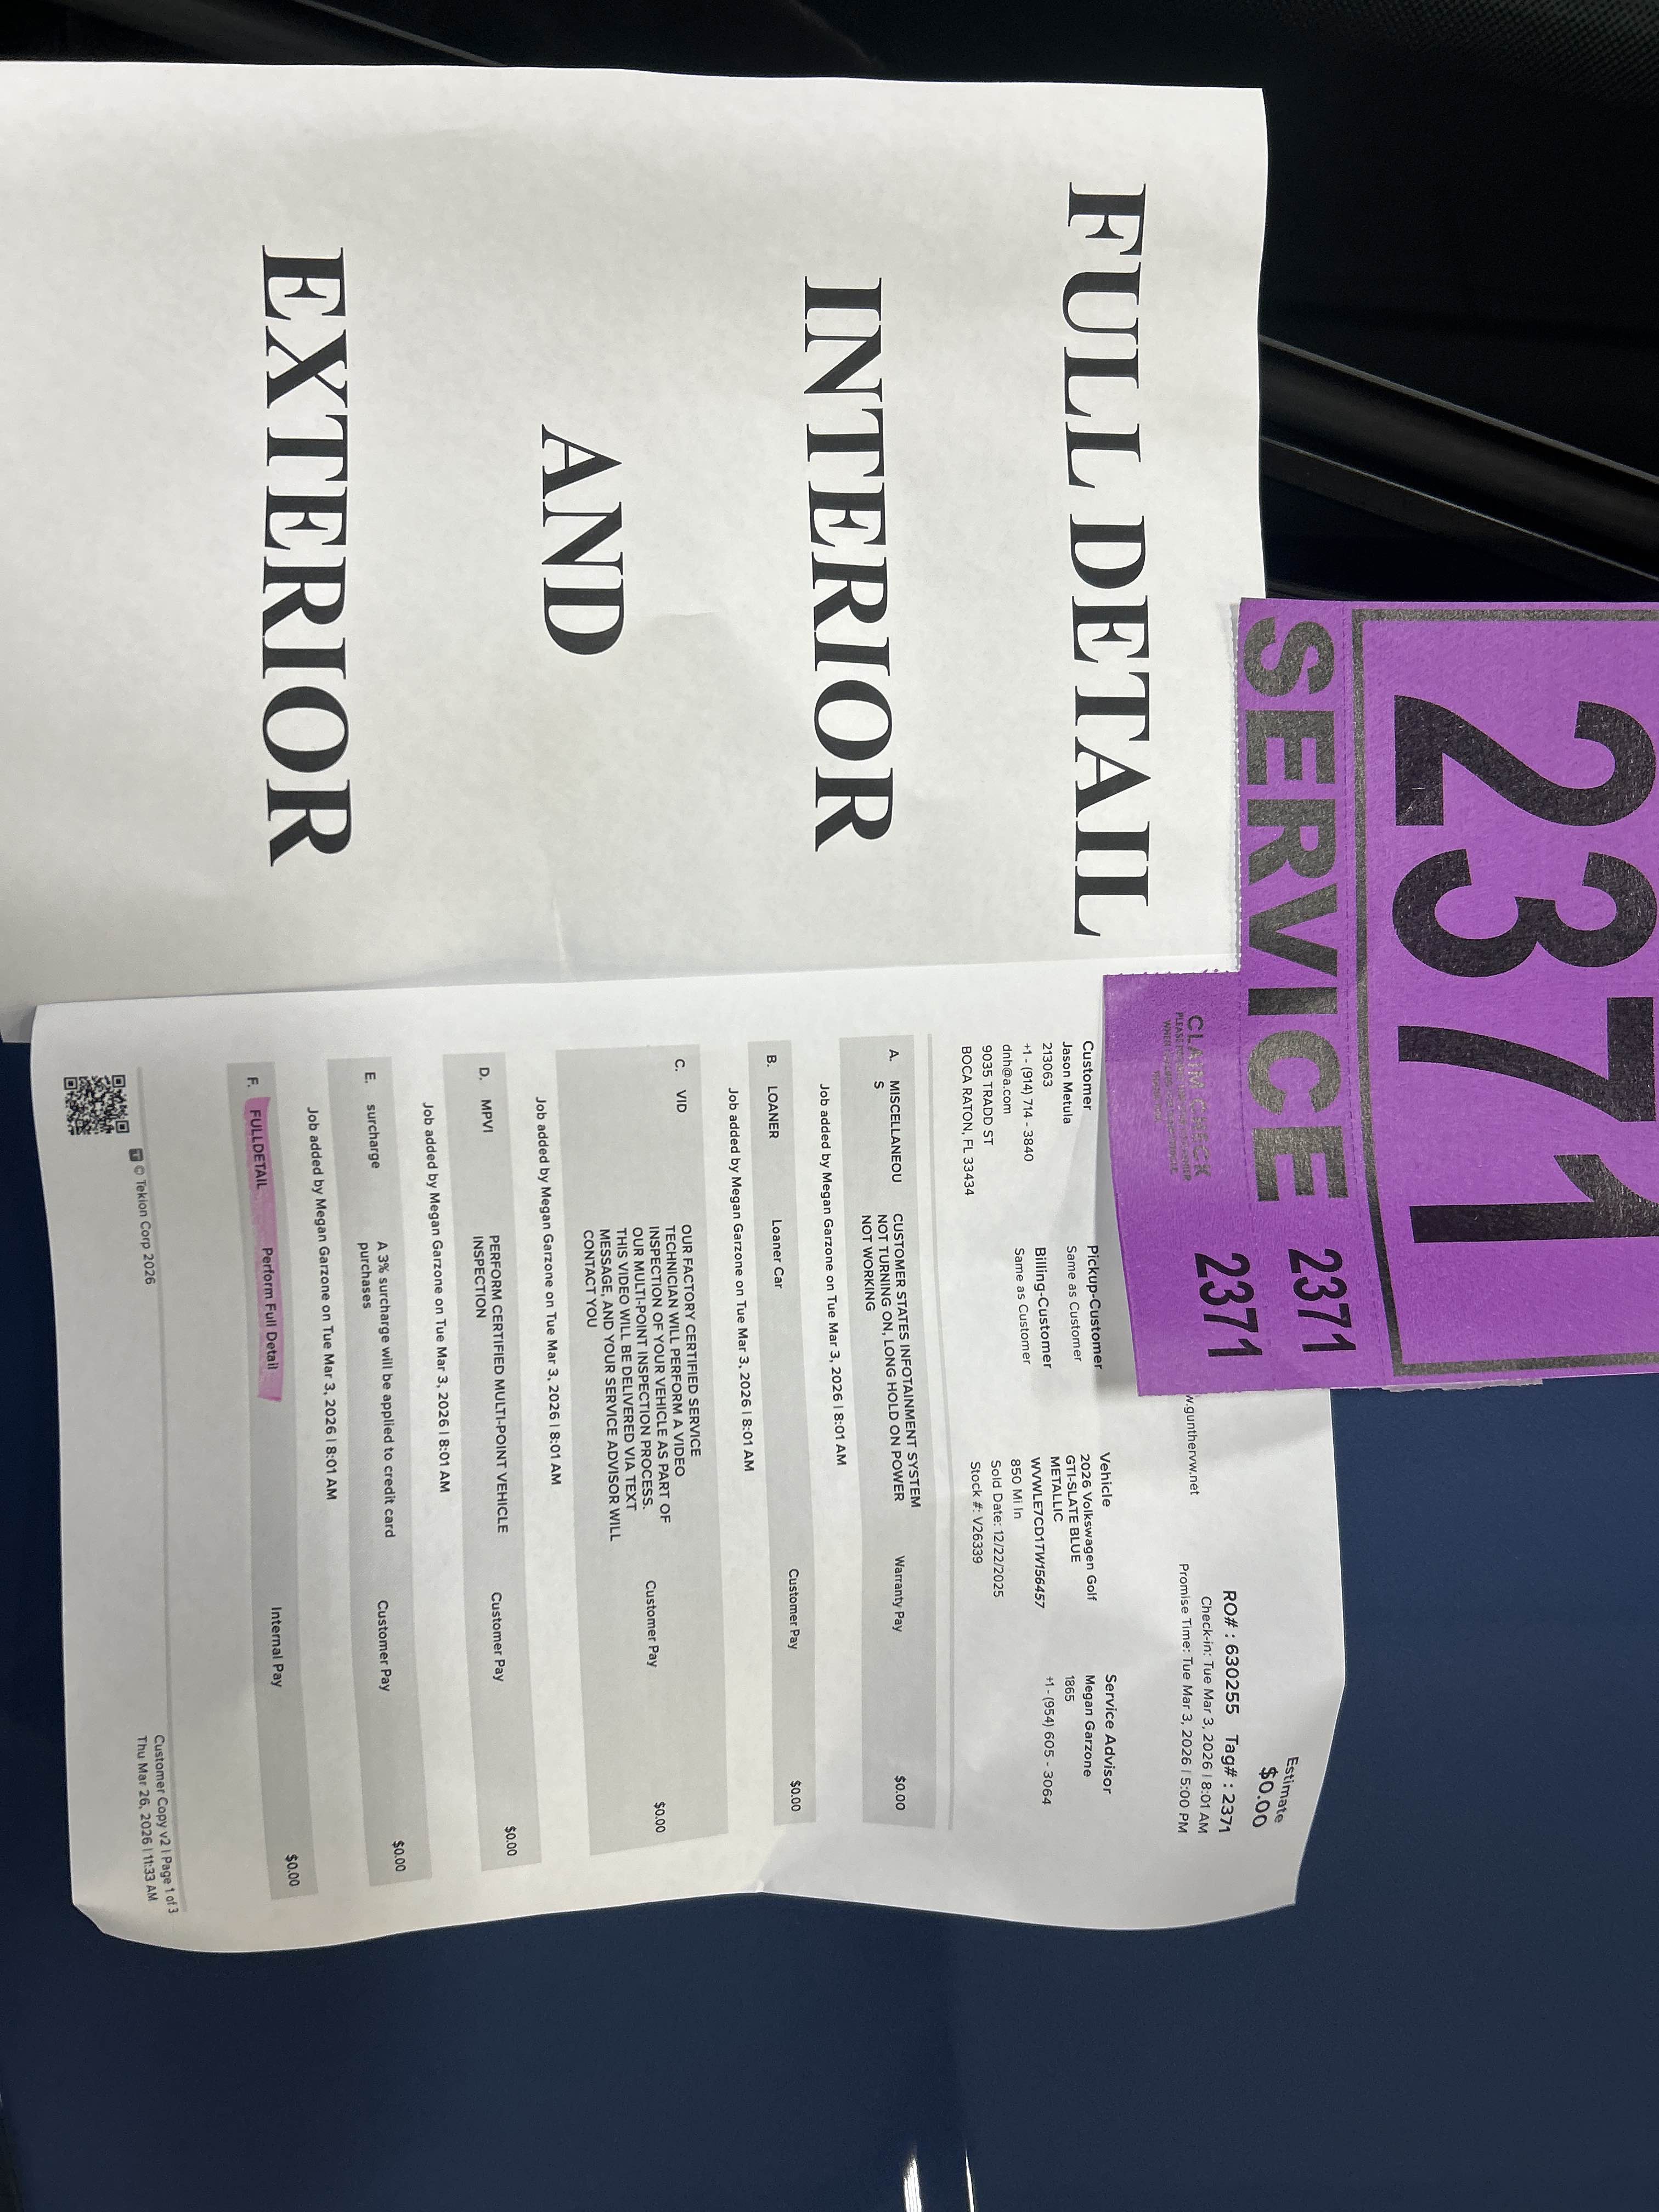 FULL DETAIL
INTERIOR
AND
EXTERIOR
2371
SERVICE
2371
2371
CLAIM CHECK
w.gunthervw.net
Estimate
$0.00
RO# : 630255 Tag# : 2371
Check-in: Tue Mar 3, 2026 | 8:01 AM
Promise Time: Tue Mar 3, 2026 | 5:00 PM
Customer
Jason Metula
213063
+1 - (914) 714 - 3840
dnh@a.com
9035 TRADD ST
BOCA RATON, FL 33434
Pickup-Customer
Same as Customer
Billing-Customer
Same as Customer
Vehicle
2026 Volkswagen Golf
GTI-SLATE BLUE
METALLIC
WVWLE7CD1TW156457
850 Mi In
Sold Date: 12/22/2025
Stock #: V26339
Service Advisor
Megan Garzone
1865
+1 - (954) 605 - 3064
A. MISCELLANEOU
S
CUSTOMER STATES INFOTAINMENT SYSTEM
NOT TURNING ON, LONG HOLD ON POWER
NOT WORKING
Warranty Pay $0.00
Job added by Megan Garzone on Tue Mar 3, 2026 | 8:01 AM
B. LOANER Loaner Car Customer Pay $0.00
Job added by Megan Garzone on Tue Mar 3, 2026 | 8:01 AM
C. VID
OUR FACTORY CERTIFIED SERVICE
TECHNICIAN WILL PERFORM A VIDEO
INSPECTION OF YOUR VEHICLE AS PART OF
OUR MULTI-POINT INSPECTION PROCESS.
THIS VIDEO WILL BE DELIVERED VIA TEXT
MESSAGE, AND YOUR SERVICE ADVISOR WILL
CONTACT YOU
Customer Pay $0.00
Job added by Megan Garzone on Tue Mar 3, 2026 | 8:01 AM
D. MPVI
PERFORM CERTIFIED MULTI-POINT VEHICLE
INSPECTION
Customer Pay $0.00
Job added by Megan Garzone on Tue Mar 3, 2026 | 8:01 AM
E. surcharge
A 3% surcharge will be applied to credit card
purchases
Customer Pay $0.00
Job added by Megan Garzone on Tue Mar 3, 2026 | 8:01 AM
F. FULLDETAIL Perform Full Detail Internal Pay $0.00
© Tekion Corp 2026
Customer Copy v2 | Page 1 of 3
Thu Mar 26, 2026 | 11:33 AM